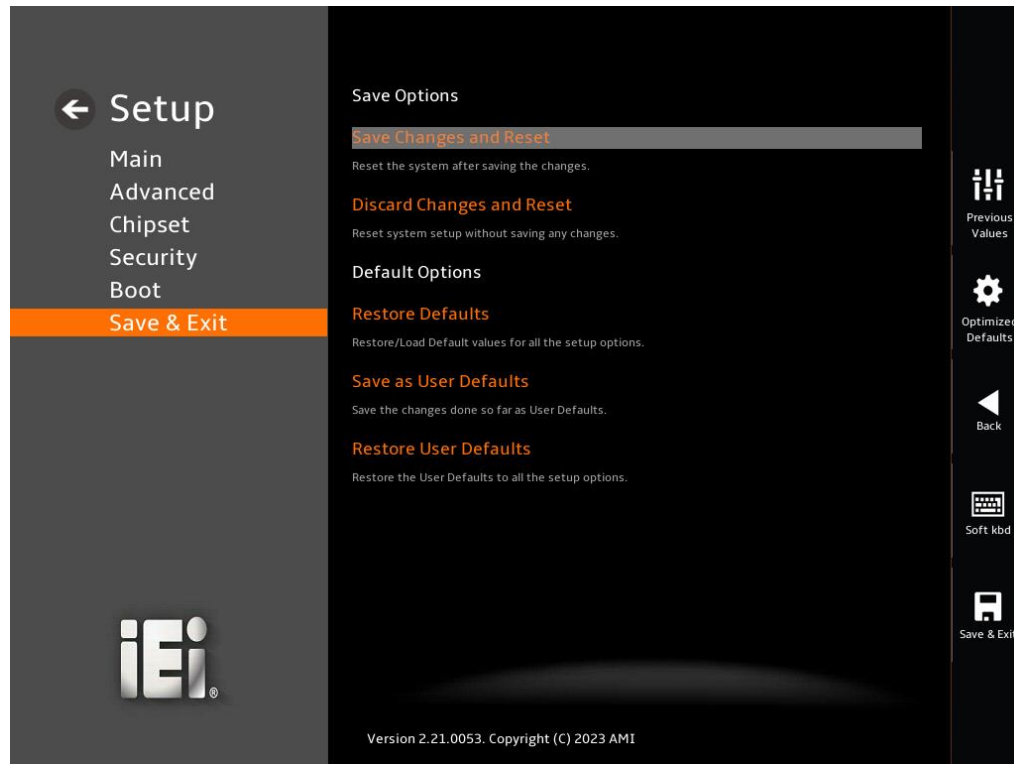 Setup
Main
Advanced
Chipset
Security
Boot
Save & Exit
iEi®
Save Options
Save Changes and Reset
Reset the system after saving the changes.
Discard Changes and Reset
Reset system setup without saving any changes.
Default Options
Restore Defaults
Restore/Load Default values for all the setup options.
Save as User Defaults
Save the changes done so far as User Defaults.
Restore User Defaults
Restore the User Defaults to all the setup options.
Version 2.21.0053. Copyright (C) 2023 AMI
Previous
Values
Optimized
Defaults
Back
Soft kbd
Save & Exit